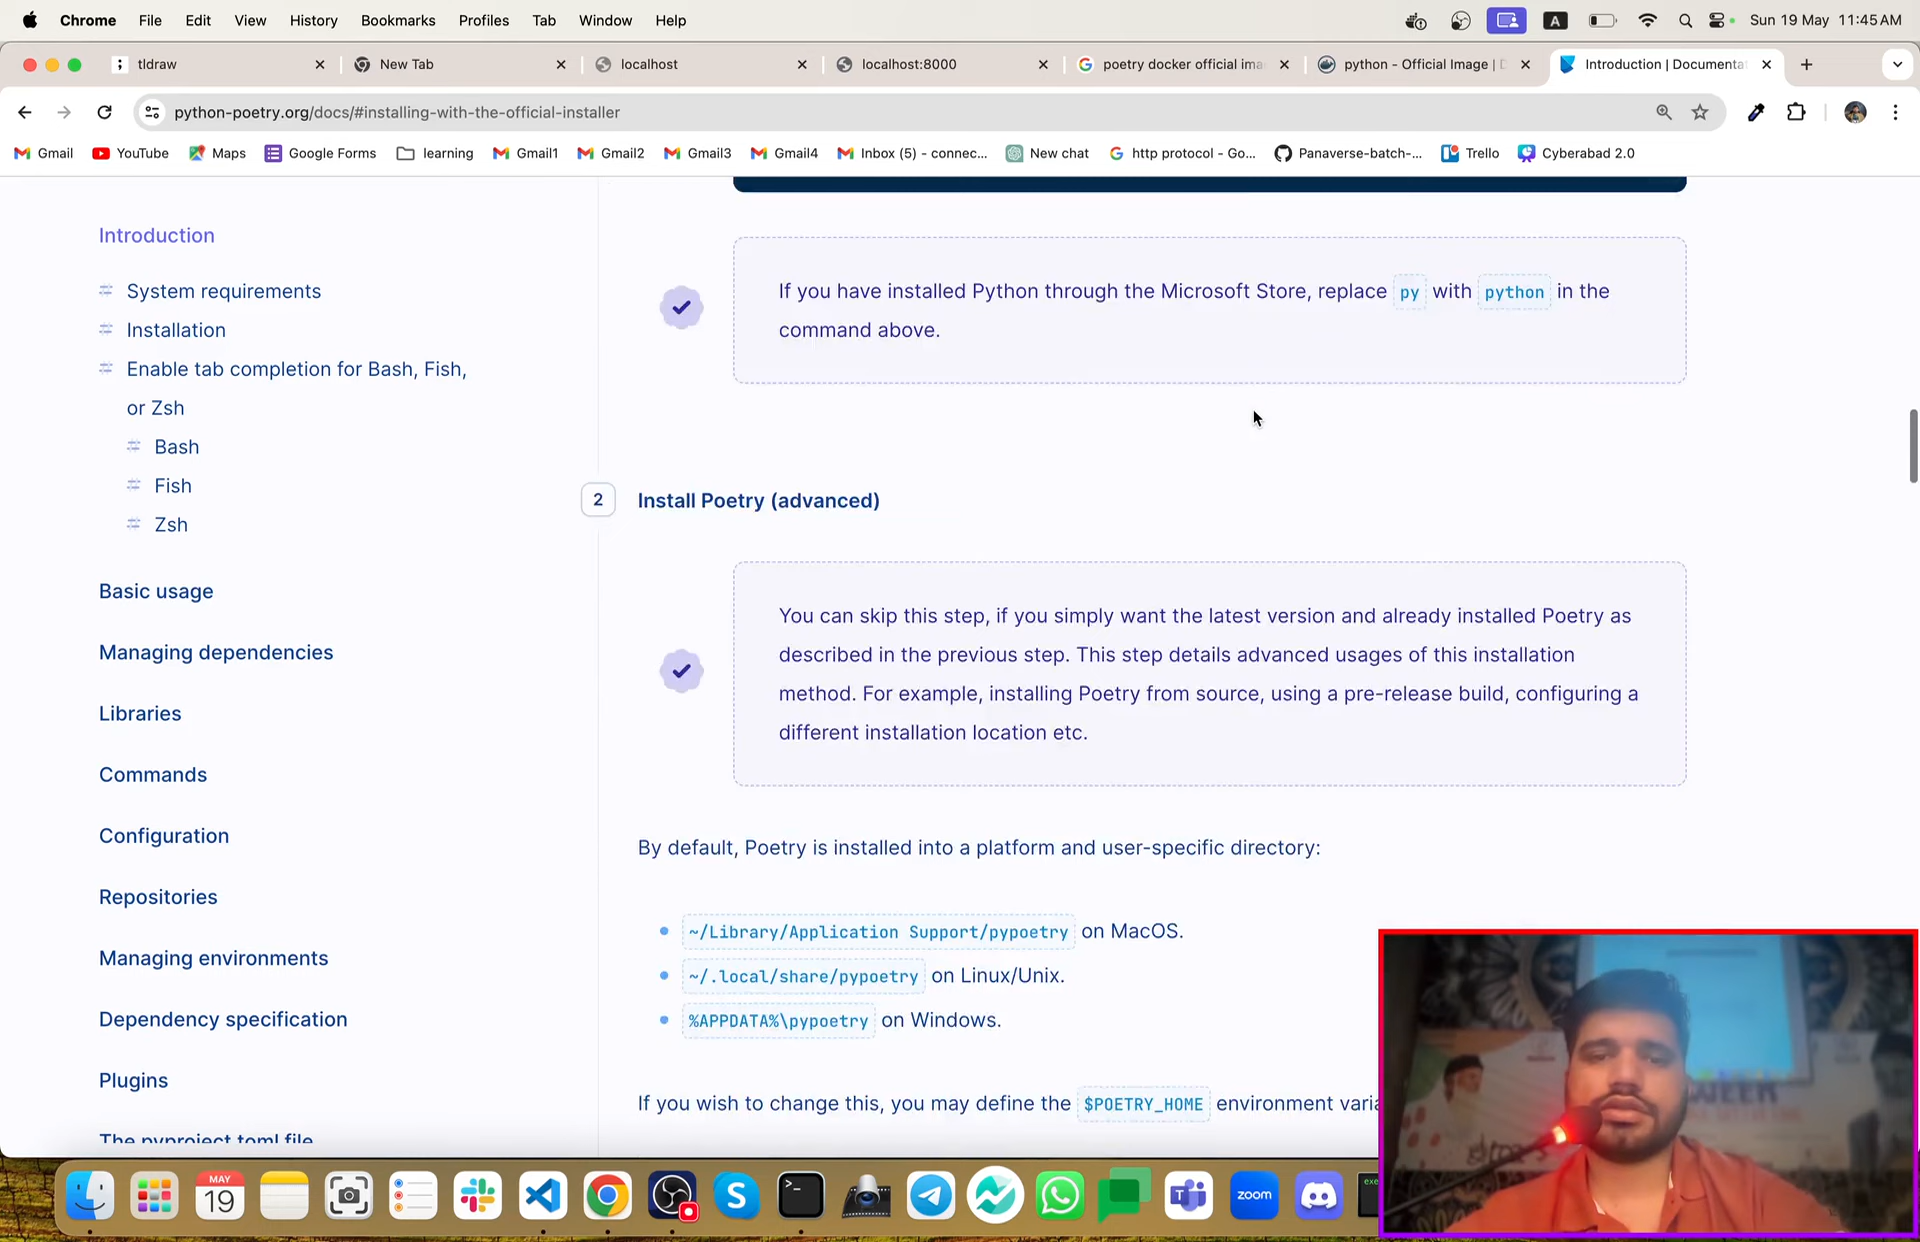 Chrome File Edit View History Bookmarks Profiles Tab Window Help A Sun 19 May 11:45 AM
tldraw New Tab localhost localhost:8000 poetry docker official ima python - Official Image | D Introduction | Documenta
python-poetry.org/docs/#installing-with-the-official-installer
Gmail YouTube Maps Google Forms learning Gmail1 Gmail2 Gmail3 Gmail4 Inbox (5) - connec... New chat http protocol - Go... Panaverse-batch-... Trello Cyberabad 2.0
Introduction
# System requirements
# Installation
# Enable tab completion for Bash, Fish,
or Zsh
# Bash
# Fish
# Zsh
Basic usage
Managing dependencies
Libraries
Commands
Configuration
Repositories
Managing environments
Dependency specification
Plugins
The pyproject.toml file
If you have installed Python through the Microsoft Store, replace py with python in the
command above.
2 Install Poetry (advanced)
You can skip this step, if you simply want the latest version and already installed Poetry as
described in the previous step. This step details advanced usages of this installation
method. For example, installing Poetry from source, using a pre-release build, configuring a
different installation location etc.
By default, Poetry is installed into a platform and user-specific directory:
~/Library/Application Support/pypoetry on MacOS.
~/.local/share/pypoetry on Linux/Unix.
%APPDATA%\pypoetry on Windows.
If you wish to change this, you may define the $POETRY_HOME environment varia
MAY
19
S
>_
zoom
exe